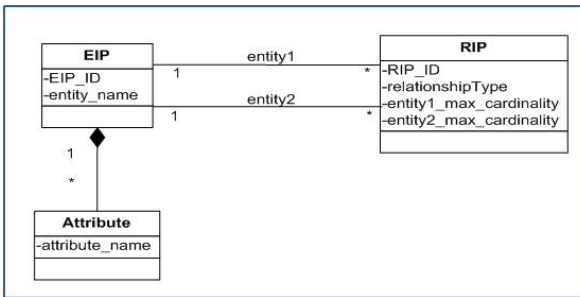 EIP
-EIP_ID
-entity_name
entity1
1
*
entity2
1
*
RIP
-RIP_ID
-relationshipType
-entity1_max_cardinality
-entity2_max_cardinality
1
*
Attribute
-attribute_name